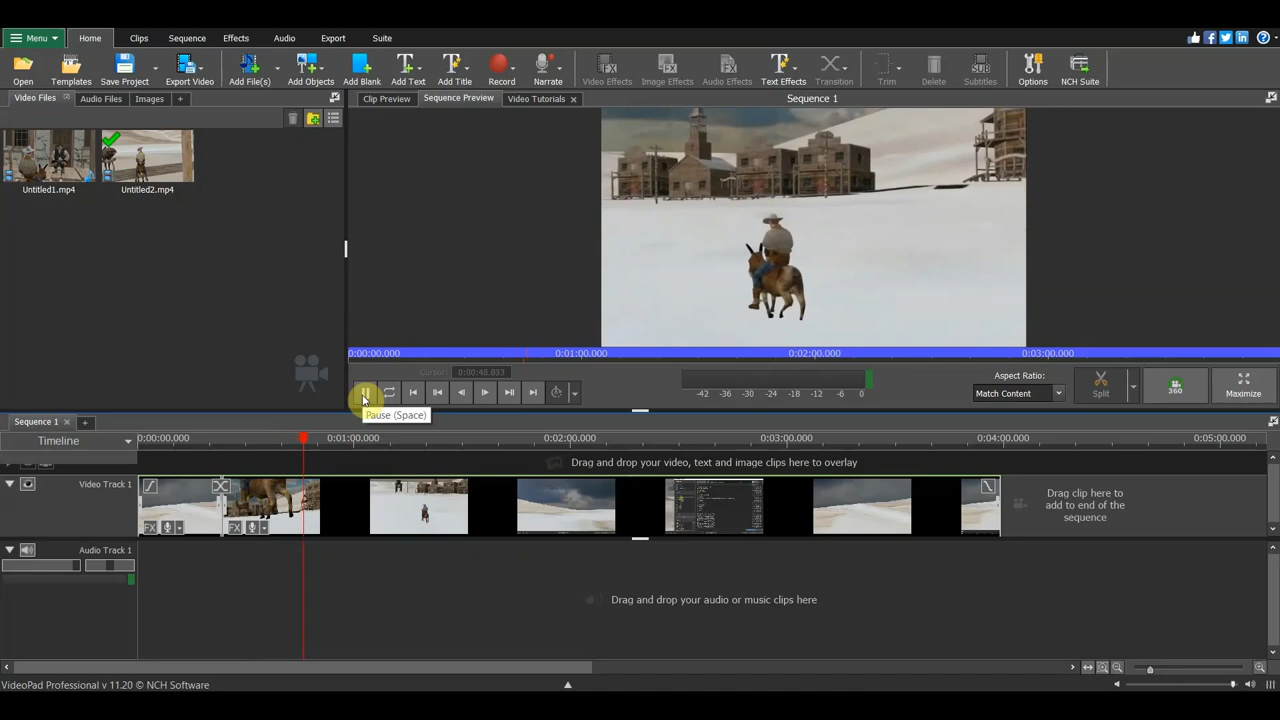 Menu Home Clips Sequence Effects Audio Export Suite
Open Templates Save Project Export Video Add File(s) Add Objects Add Blank Add Text Add Title Record Narrate Video Effects Image Effects Audio Effects Text Effects Transition Trim Delete Subtitles Options NCH Suite
Video Files Audio Files Images + Clip Preview Sequence Preview Video Tutorials Sequence 1
Untitled1.mp4 Untitled2.mp4
0:00:00.000 0:01:00.000 0:02:00.000 0:03:00.000
Cursor: 0:00:46.033
Aspect Ratio:
Match Content
-42 -36 -30 -24 -18 -12 -6 0
Split 360 Maximize
Pause (Space)
Sequence 1 +
Timeline 0:00:00.000 0:01:00.000 0:02:00.000 0:03:00.000 0:04:00.000 0:05:00.000
Drag and drop your video, text and image clips here to overlay
Video Track 1
Drag clip here to
add to end of the
sequence
FX FX
Audio Track 1
Drag and drop your audio or music clips here
VideoPad Professional v 11.20 © NCH Software